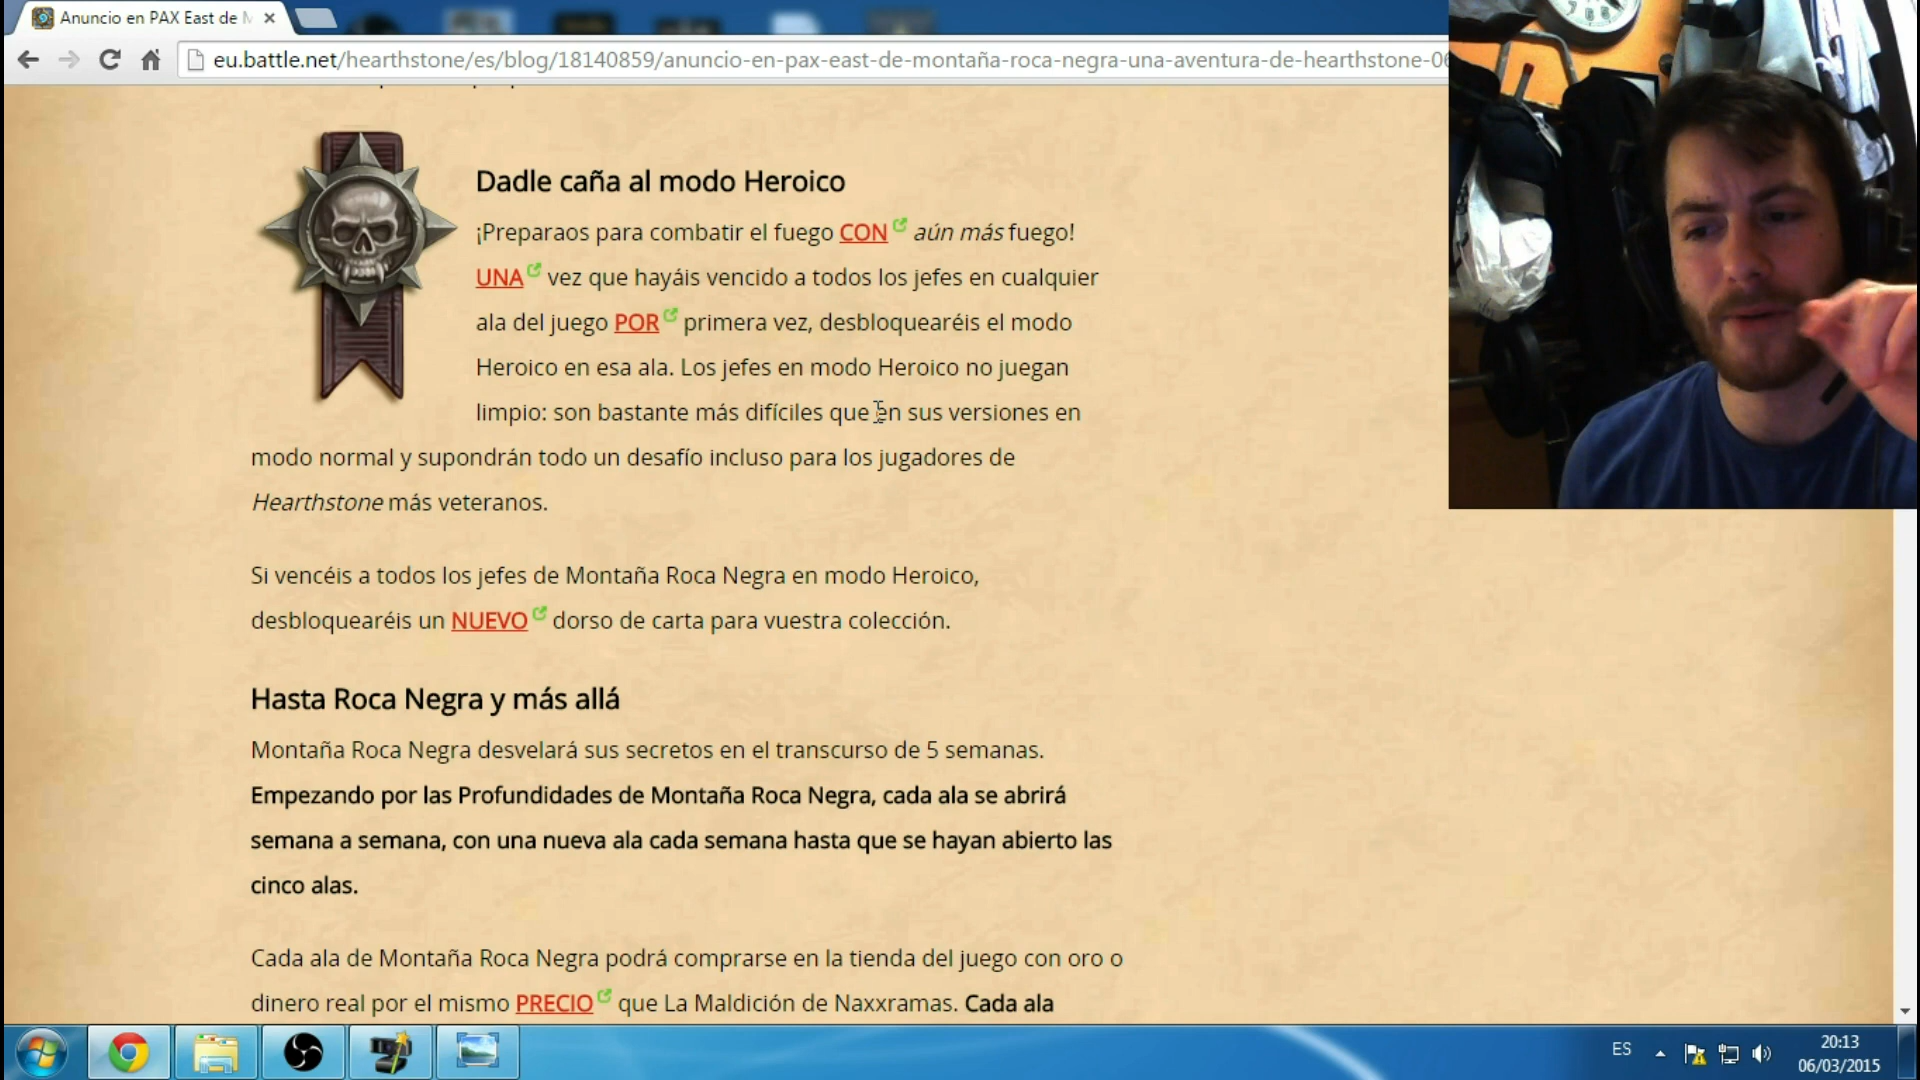 Anuncio en PAX East de M
eu.battle.net/hearthstone/es/blog/18140859/anuncio-en-pax-east-de-montaña-roca-negra-una-aventura-de-hearthstone-06
Dadle caña al modo Heroico
¡Preparaos para combatir el fuego CON aún más fuego!
UNA vez que hayáis vencido a todos los jefes en cualquier
ala del juego POR primera vez, desbloquearéis el modo
Heroico en esa ala. Los jefes en modo Heroico no juegan
limpio: son bastante más difíciles que en sus versiones en
modo normal y supondrán todo un desafío incluso para los jugadores de
Hearthstone más veteranos.
Si vencéis a todos los jefes de Montaña Roca Negra en modo Heroico,
desbloquearéis un NUEVO dorso de carta para vuestra colección.
Hasta Roca Negra y más allá
Montaña Roca Negra desvelará sus secretos en el transcurso de 5 semanas.
Empezando por las Profundidades de Montaña Roca Negra, cada ala se abrirá
semana a semana, con una nueva ala cada semana hasta que se hayan abierto las
cinco alas.
Cada ala de Montaña Roca Negra podrá comprarse en la tienda del juego con oro o
dinero real por el mismo PRECIO que La Maldición de Naxxramas. Cada ala
ES
20:13
06/03/2015